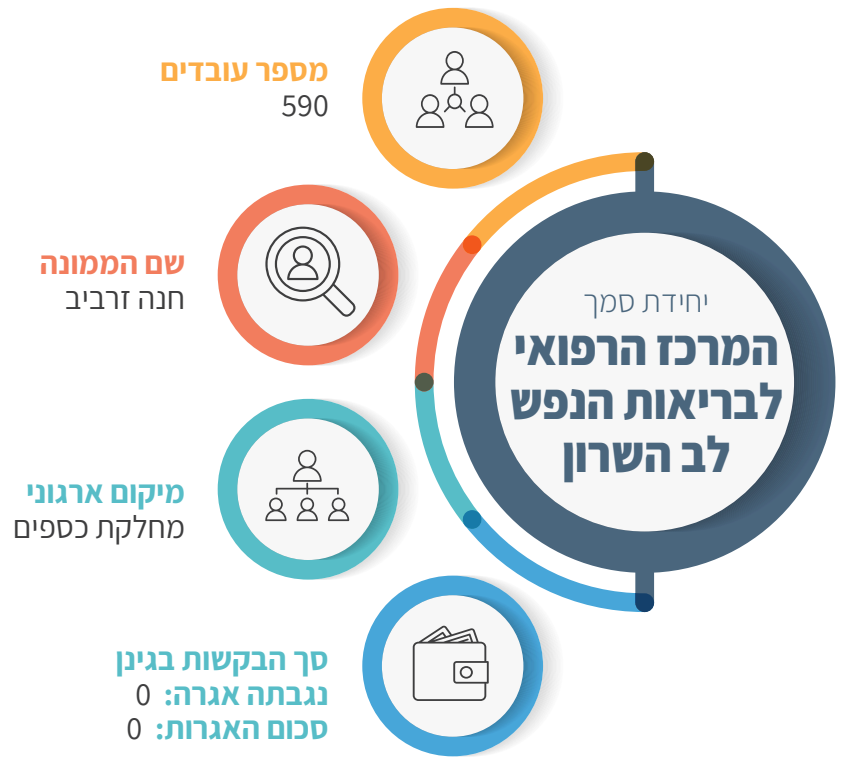 יחידת סמך
המרכז הרפואי
לבריאות הנפש
לב השרון
מספר עובדים
590
שם הממונה
חנה זרביב
מיקום ארגוני
מחלקת כספים
סך הבקשות בגינן
נגבתה אגרה: 0
סכום האגרות: 0